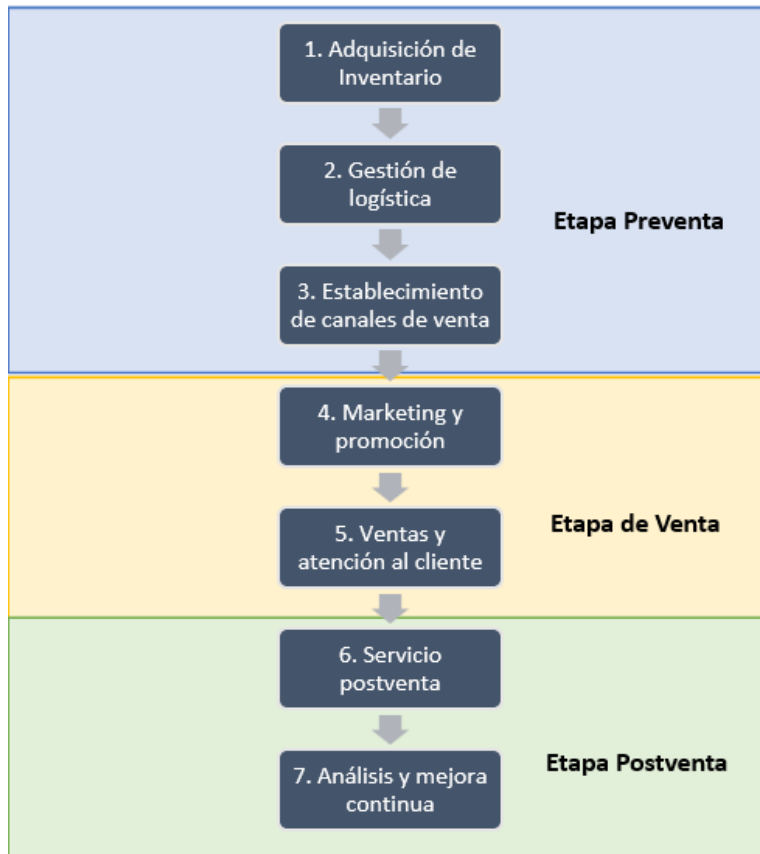 1. Adquisición de
Inventario
2. Gestión de
logística
Etapa Preventa
3. Establecimiento
de canales de venta
4. Marketing y
promoción
Etapa de Venta
5. Ventas y
atención al cliente
6. Servicio
postventa
Etapa Postventa
7. Análisis y mejora
continua